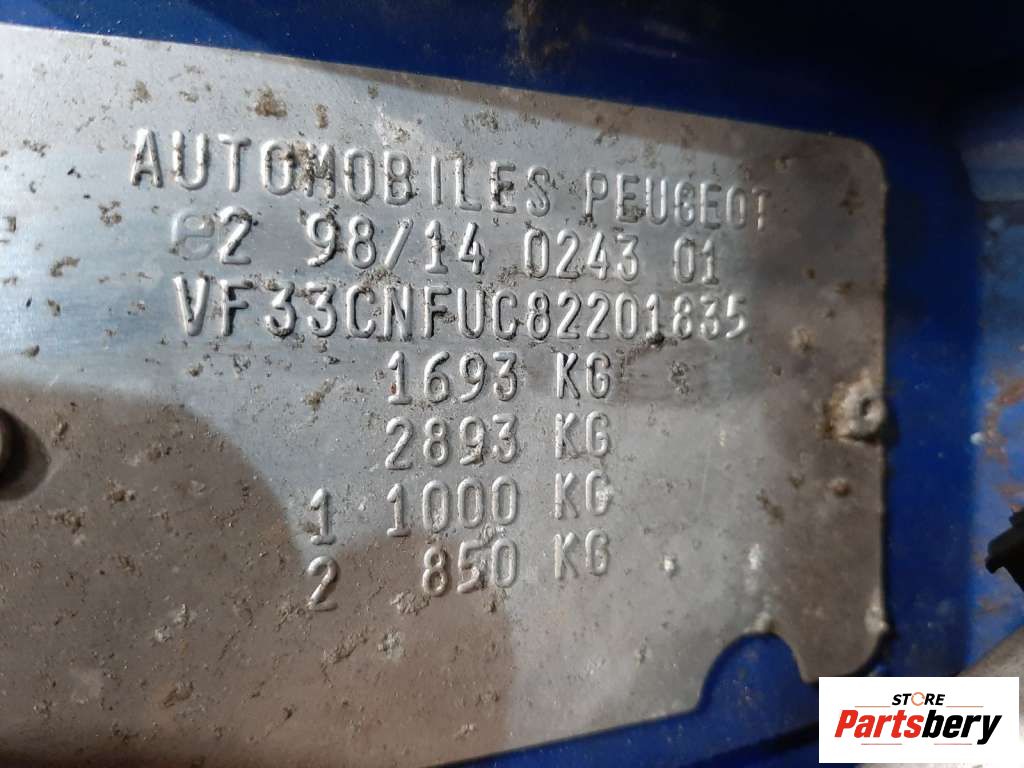 AUTOMOBILES PEUGEOT
e2 98/14 0243 01
VF33CNFUC82201835
1693 KG
2893 KG
1 1000 KG
2 850 KG
STORE
Partsbery